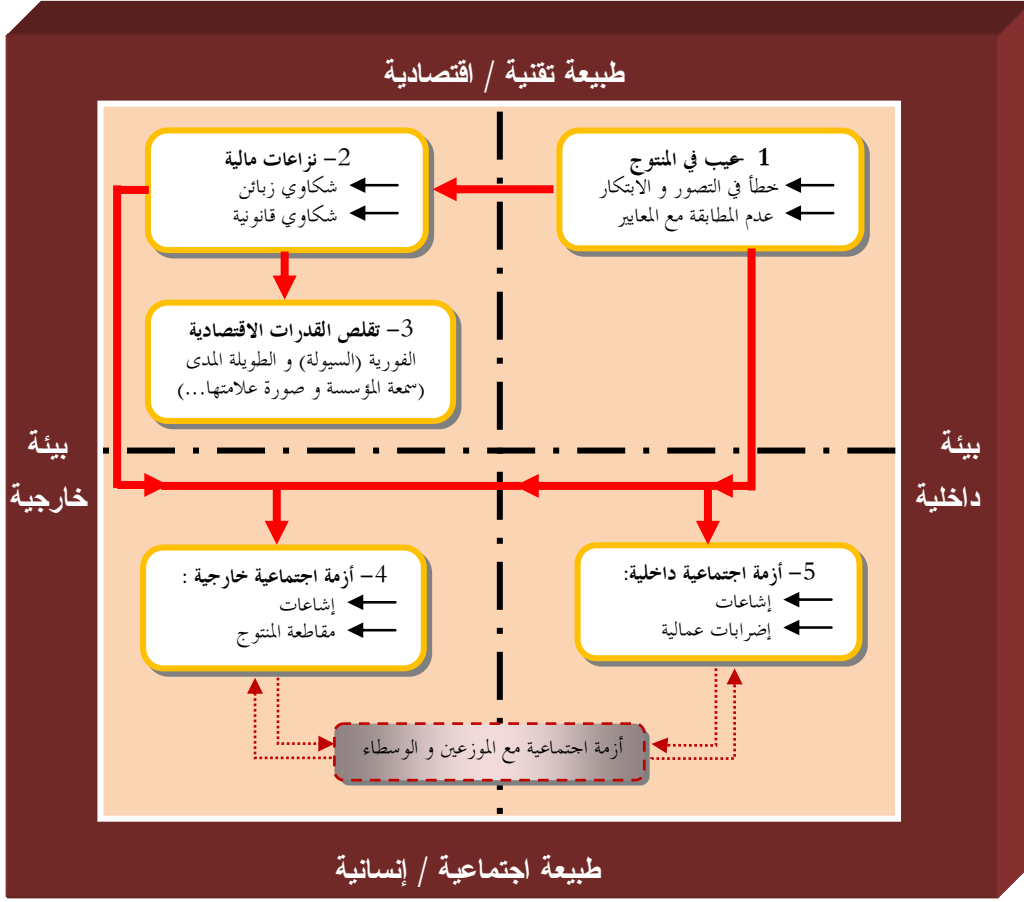 طبيعة تقنية / اقتصادية
1 عيب في المنتوج
خطأ في التصور و الابتكار
عدم المطابقة مع المعايير
2- نزاعات مالية
شكاوي زبائن
شكاوي قانونية
3- تقلص القدرات الاقتصادية
الفورية (السيولة) و الطويلة المدى
(سمعة المؤسسة و صورة علامتها...)
بيئة
داخلية
بيئة
خارجية
5- أزمة اجتماعية داخلية:
إشاعات
إضرابات عمالية
4- أزمة اجتماعية خارجية :
إشاعات
مقاطعة المنتوج
أزمة اجتماعية مع الموزعين و الوسطاء
طبيعة اجتماعية / إنسانية